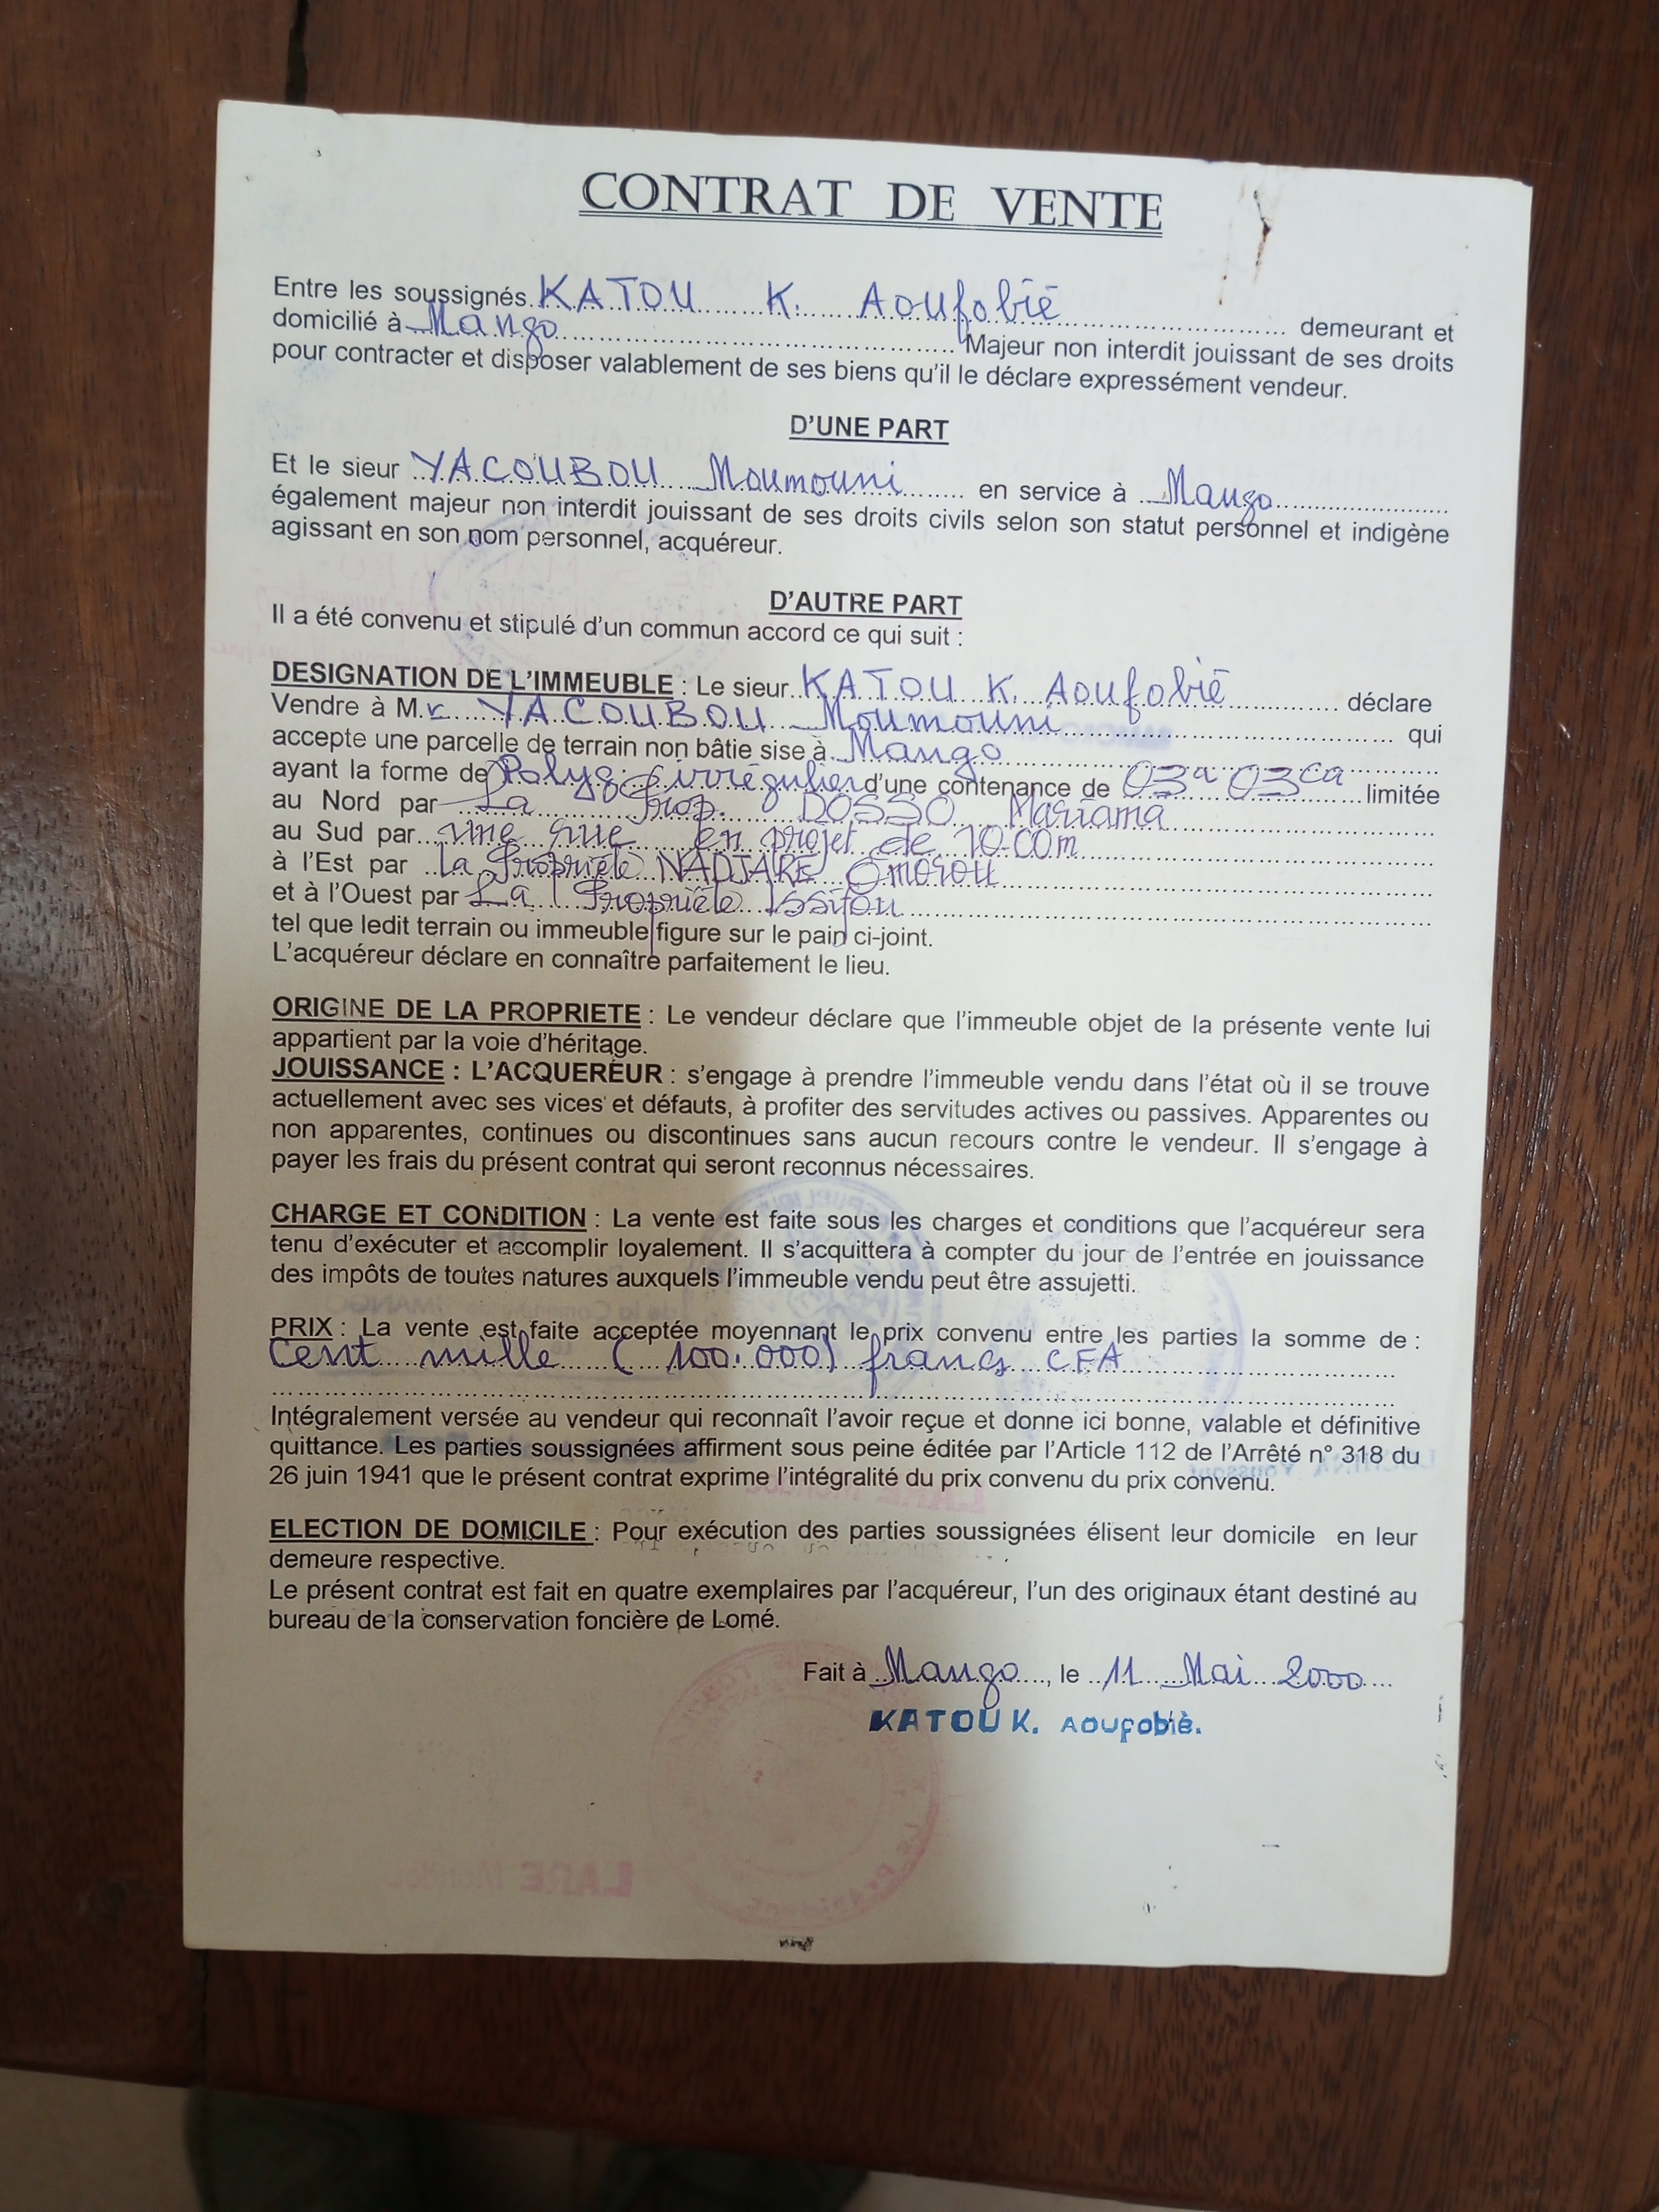 CONTRAT DE VENTE
Entre les soussignés KATOU K. Aoufobiè demeurant et
domicilié à Mango Majeur non interdit jouissant de ses droits
pour contracter et disposer valablement de ses biens qu'il le déclare expressément vendeur.
D'UNE PART
Et le sieur YACOUBOU Moumouni en service à Mango
également majeur non interdit jouissant de ses droits civils selon son statut personnel et indigène
agissant en son nom personnel, acquéreur.
D'AUTRE PART
Il a été convenu et stipulé d'un commun accord ce qui suit :
DESIGNATION DE L'IMMEUBLE : Le sieur KATOU K. Aoufobiè déclare
Vendre à Mr YACOUBOU Moumouni qui
accepte une parcelle de terrain non bâtie sise à Mango
ayant la forme de Polyg. irrégulier d'une contenance de 03a 03ca limitée
au Nord par La Prop. DOSSO Mariama
au Sud par une rue en projet de 10.00m
à l'Est par la Propriété NADJARE Omorou
et à l'Ouest par La Propriété Issifou
tel que ledit terrain ou immeuble figure sur le pain ci-joint.
L'acquéreur déclare en connaître parfaitement le lieu.
ORIGINE DE LA PROPRIETE : Le vendeur déclare que l'immeuble objet de la présente vente lui
appartient par la voie d'héritage.
JOUISSANCE : L'ACQUEREUR : s'engage à prendre l'immeuble vendu dans l'état où il se trouve
actuellement avec ses vices et défauts, à profiter des servitudes actives ou passives. Apparentes ou
non apparentes, continues ou discontinues sans aucun recours contre le vendeur. Il s'engage à
payer les frais du présent contrat qui seront reconnus nécessaires.
CHARGE ET CONDITION : La vente est faite sous les charges et conditions que l'acquéreur sera
tenu d'exécuter et accomplir loyalement. Il s'acquittera à compter du jour de l'entrée en jouissance
des impôts de toutes natures auxquels l'immeuble vendu peut être assujetti.
PRIX : La vente est faite acceptée moyennant le prix convenu entre les parties la somme de :
Cent mille (100.000) francs CFA
Intégralement versée au vendeur qui reconnaît l'avoir reçue et donne ici bonne, valable et définitive
quittance. Les parties soussignées affirment sous peine éditée par l'Article 112 de l'Arrêté n° 318 du
26 juin 1941 que le présent contrat exprime l'intégralité du prix convenu du prix convenu.
ELECTION DE DOMICILE : Pour exécution des parties soussignées élisent leur domicile en leur
demeure respective.
Le présent contrat est fait en quatre exemplaires par l'acquéreur, l'un des originaux étant destiné au
bureau de la conservation foncière de Lomé.
Fait à Mango, le 11 Mai 2000
KATOU K. Aoufobiè.